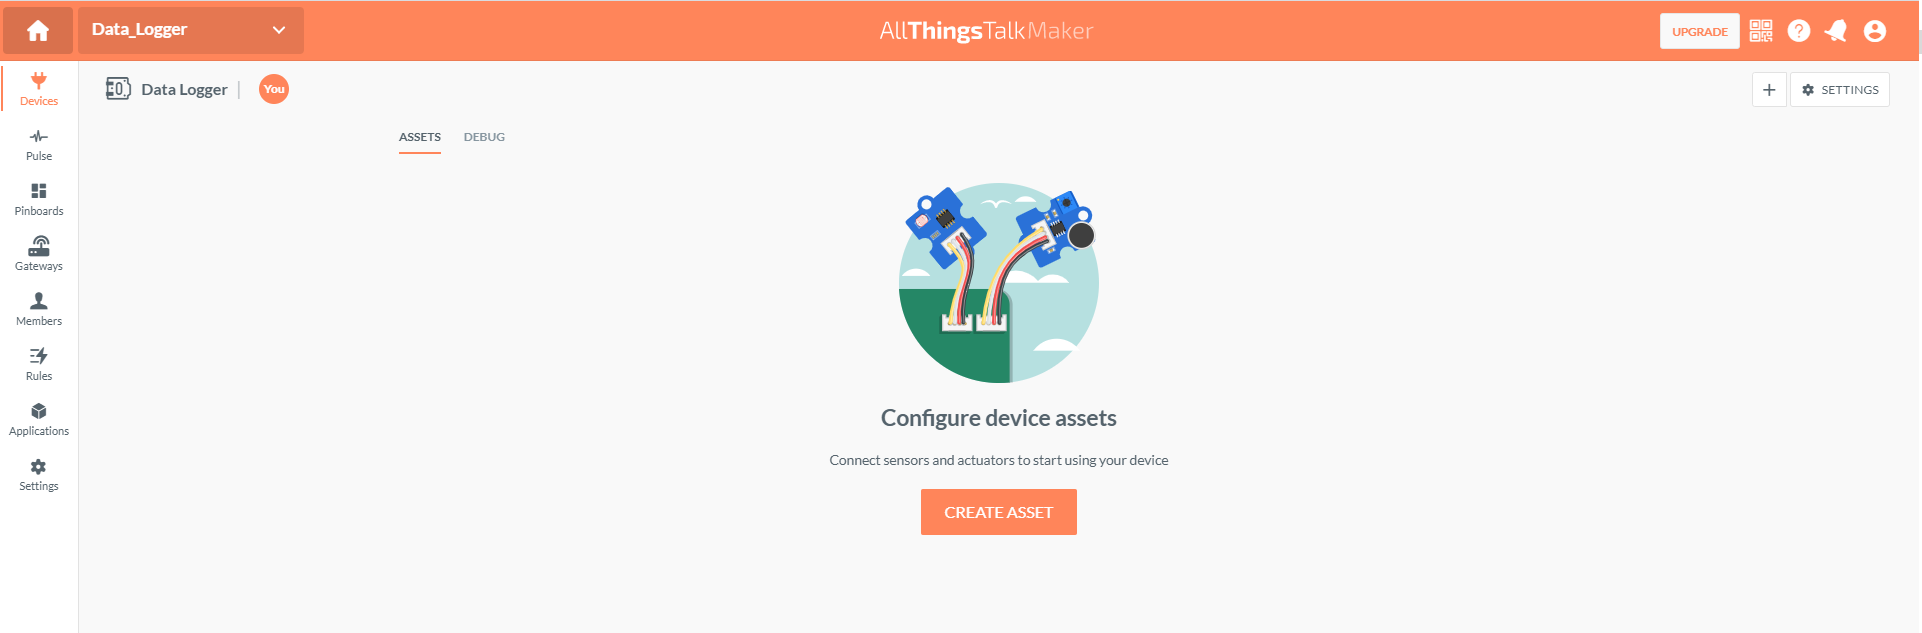 Data_Logger
AllThingsTalkMaker
UPGRADE
?
Data Logger
You
SETTINGS
ASSETS
DEBUG
Devices
Pulse
Pinboards
Gateways
Members
Rules
Applications
Settings
Configure device assets
Connect sensors and actuators to start using your device
CREATE ASSET